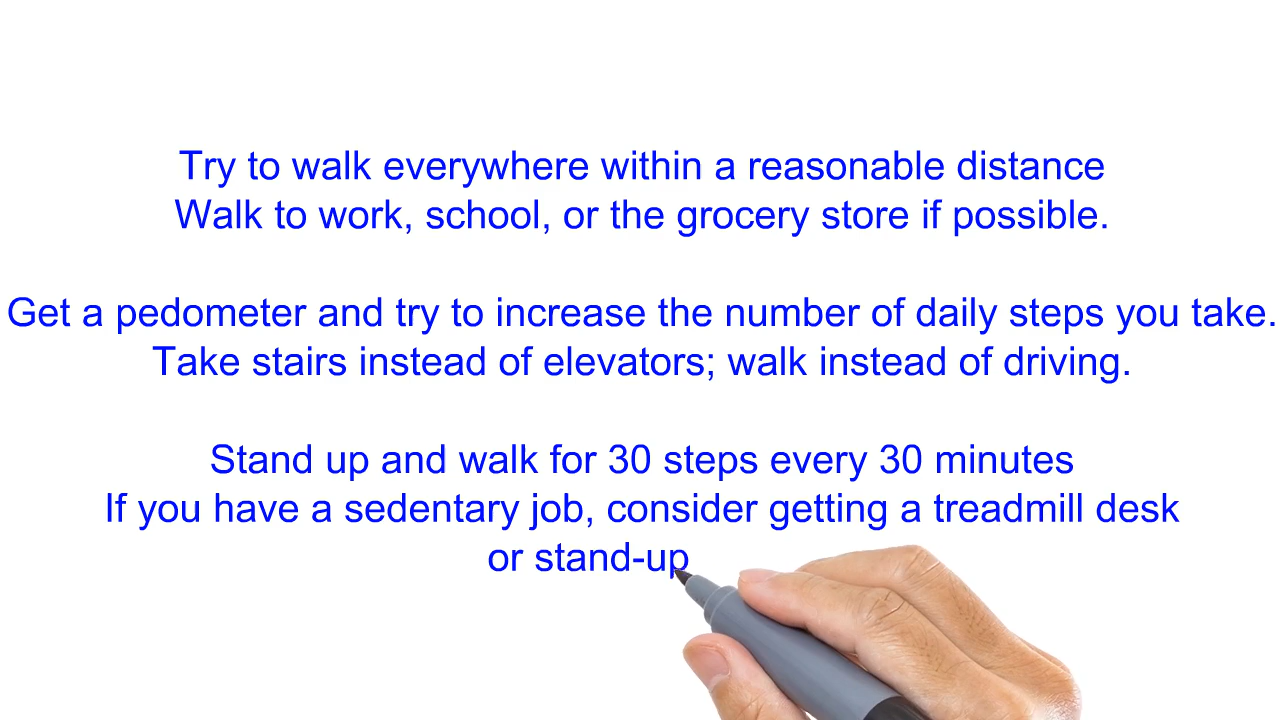 Try to walk everywhere within a reasonable distance
Walk to work, school, or the grocery store if possible.
Get a pedometer and try to increase the number of daily steps you take.
Take stairs instead of elevators; walk instead of driving.
Stand up and walk for 30 steps every 30 minutes
If you have a sedentary job, consider getting a treadmill desk
or stand-up